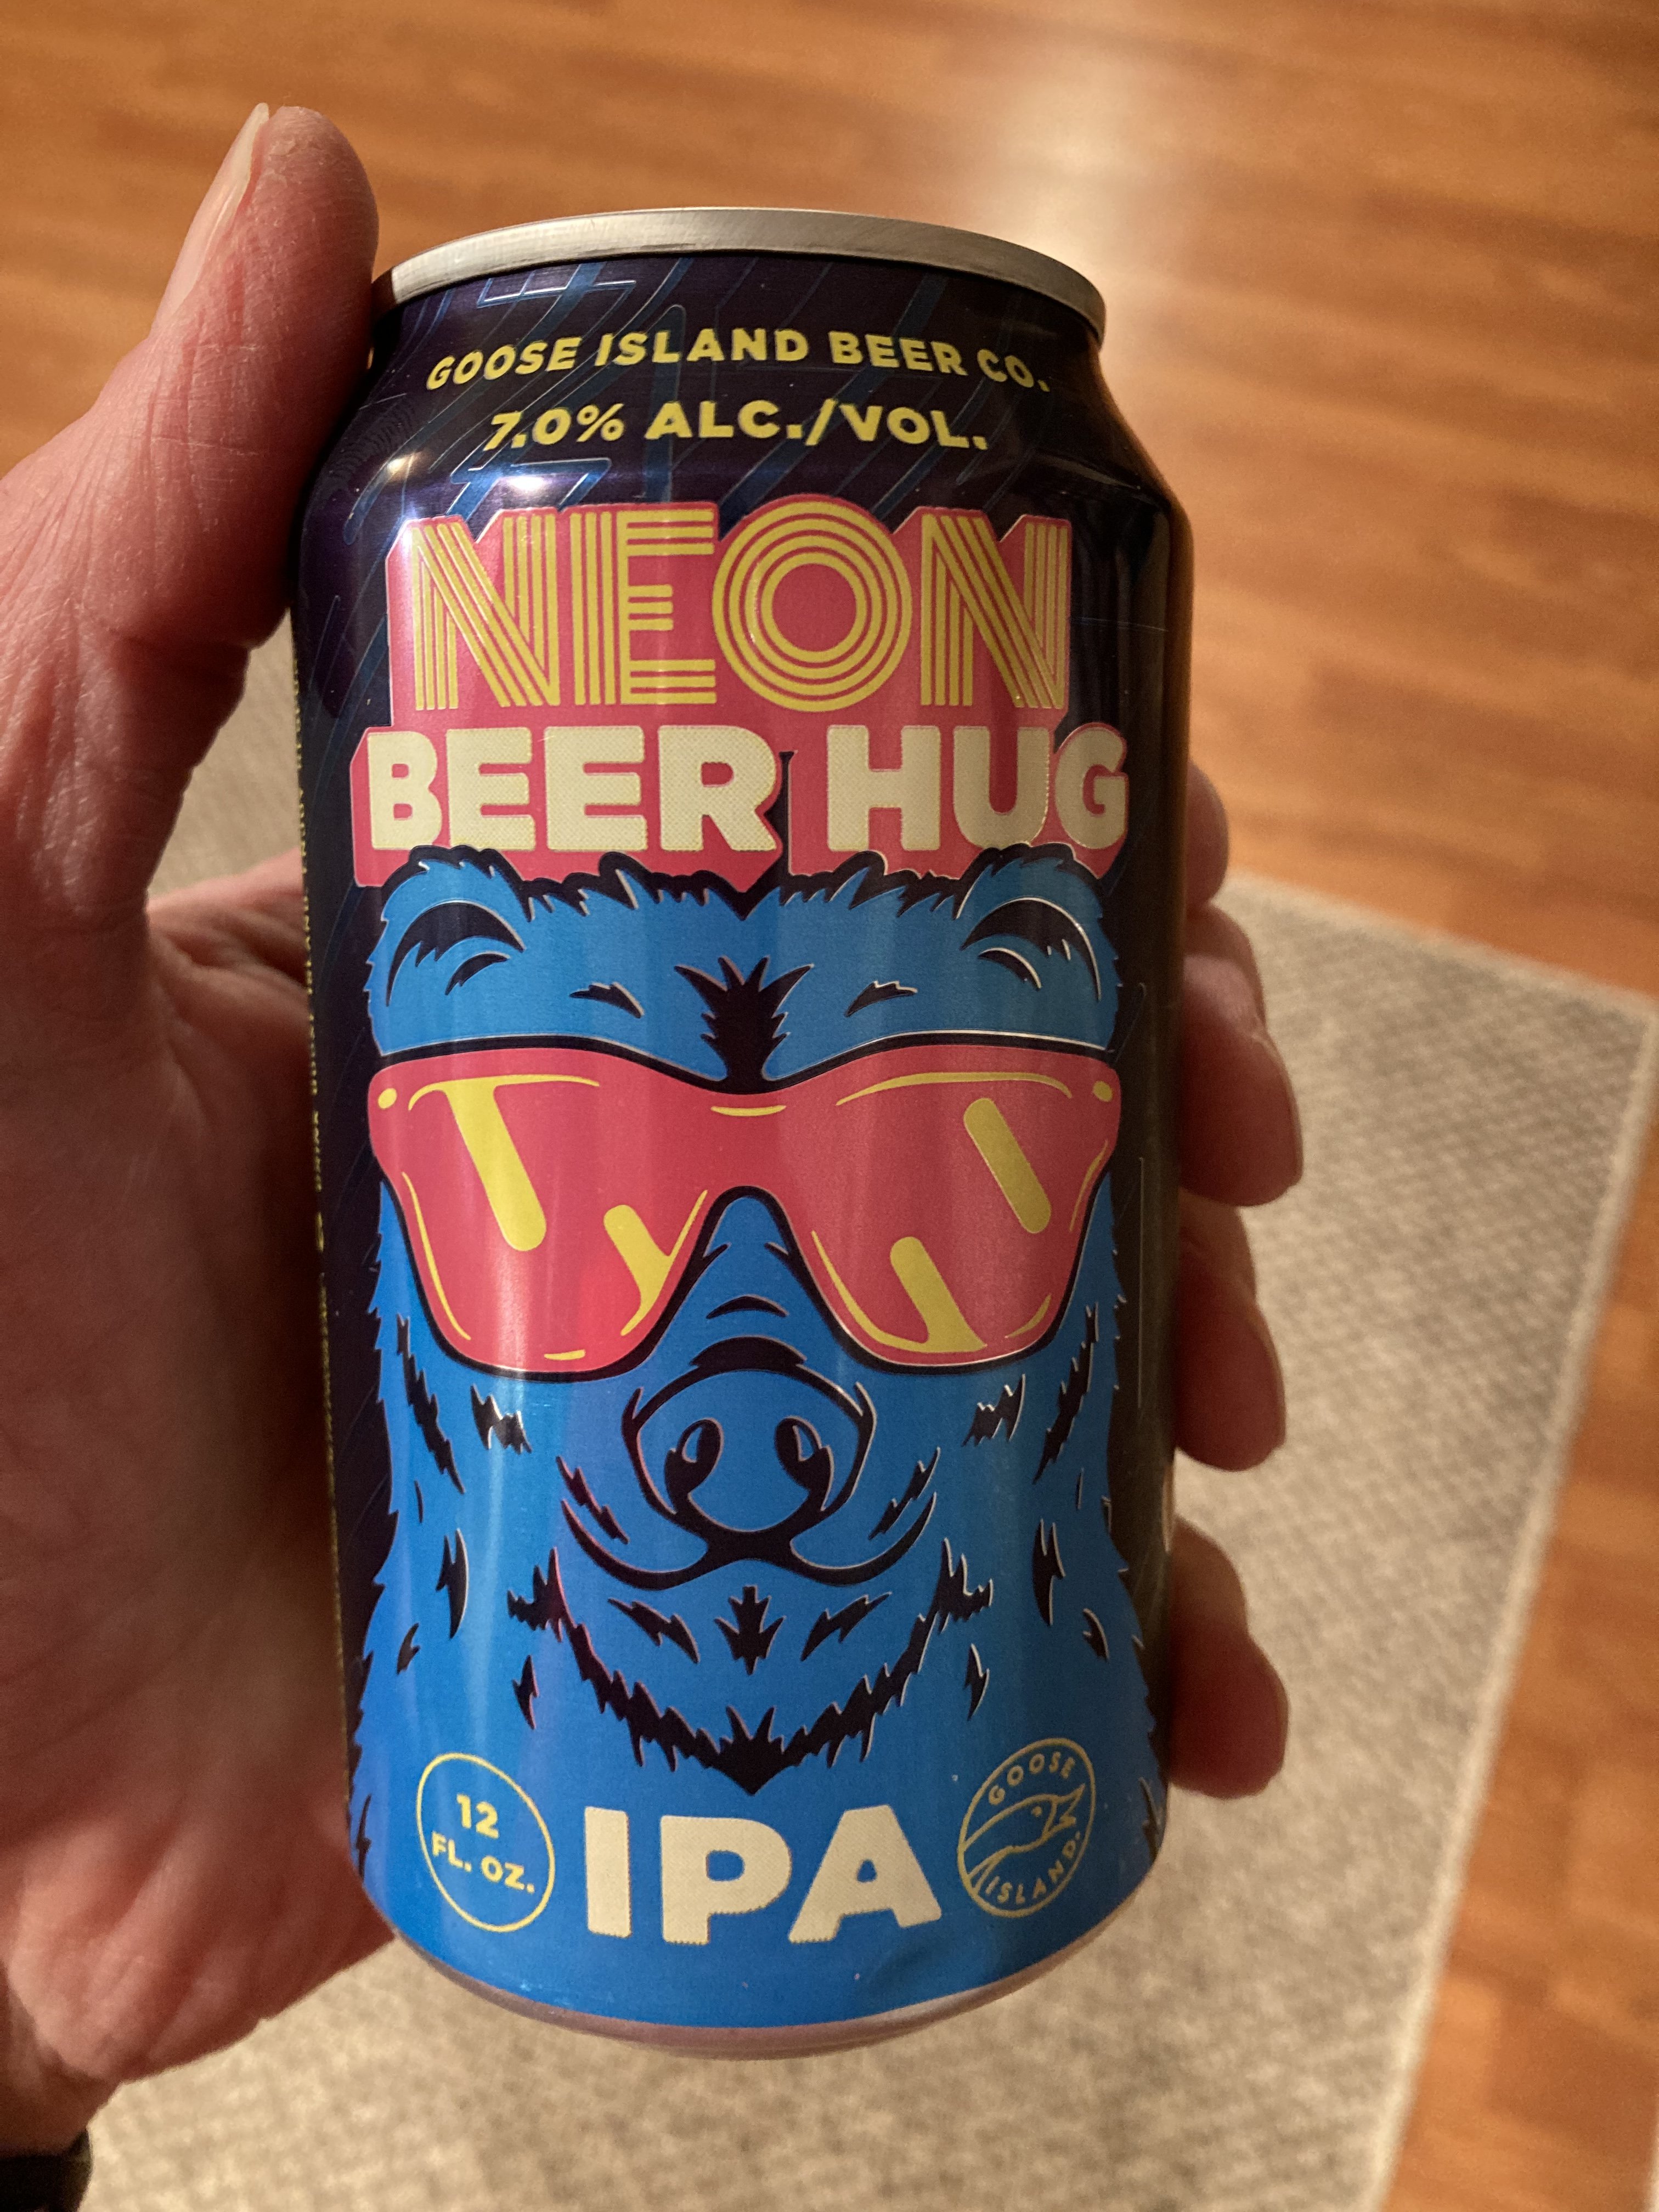 GOOSE ISLAND BEER CO.
7.0% ALC./VOL.
NEON
BEER HUG
12
FL. OZ.
IPA
GOOSE
ISLAND.